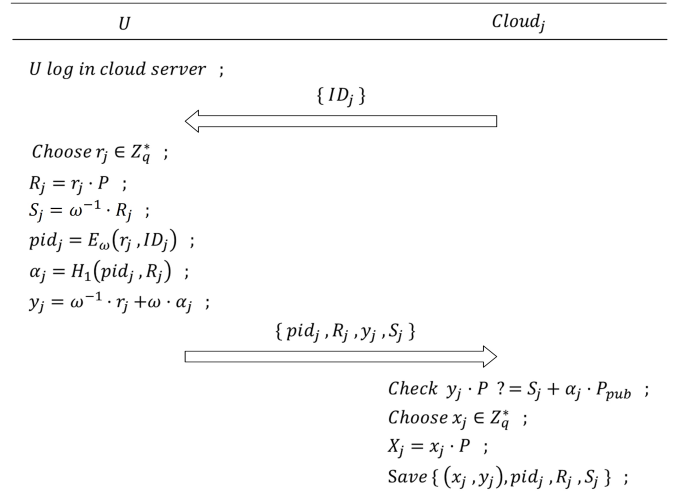 U Cloud_j
U log in cloud server ;
{ ID_j }
Choose r_j ∈ Z_q^* ;
R_j = r_j · P ;
S_j = ω^{-1} · R_j ;
pid_j = E_ω(r_j , ID_j) ;
α_j = H_1(pid_j , R_j) ;
y_j = ω^{-1} · r_j + ω · α_j ;
{ pid_j , R_j , y_j , S_j }
Check y_j · P ? = S_j + α_j · P_{pub} ;
Choose x_j ∈ Z_q^* ;
X_j = x_j · P ;
Save { (x_j , y_j), pid_j , R_j , S_j } ;